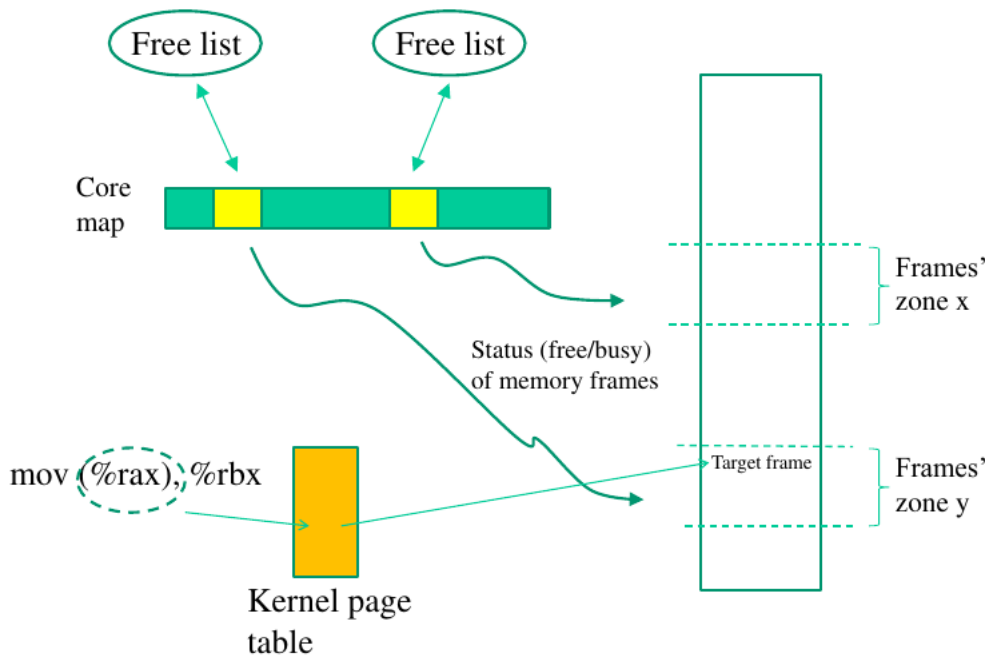 Free list
Free list
Core
map
Frames'
zone x
Status (free/busy)
of memory frames
mov (%rax), %rbx
Target frame
Frames'
zone y
Kernel page
table